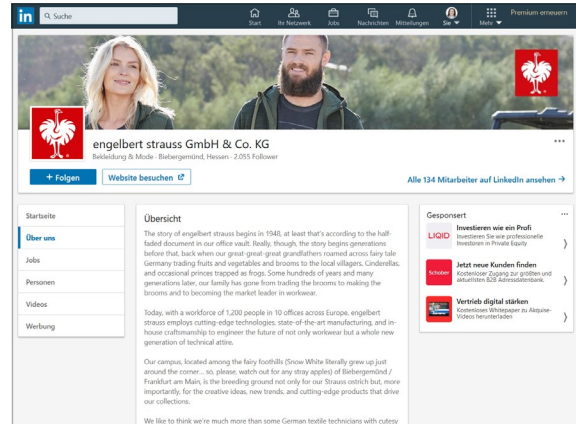 in Suche
Start Ihr Netzwerk Jobs Nachrichten Mitteilungen Sie Mehr Premium erneuern
engelbert strauss GmbH & Co. KG
Bekleidung & Mode · Biebergemünd, Hessen · 2.055 Follower
+ Folgen Website besuchen
Alle 134 Mitarbeiter auf LinkedIn ansehen →
Startseite
Über uns
Jobs
Personen
Videos
Werbung
Übersicht
The story of engelbert strauss begins in 1948, at least that's according to the half-
faded document in our office vault. Really, though, the story begins generations
before that, back when our great-great-great grandfathers roamed across fairy tale
Germany trading fruits and vegetables and brooms to the local villagers, Cinderellas,
and occasional princes trapped as frogs. Some hundreds of years and many
generations later, our family has gone from trading the brooms to making the
brooms and to becoming the market leader in workwear.
Today, with a workforce of 1,200 people in 10 offices across Europe, engelbert
strauss employs cutting-edge technologies, state-of-the-art manufacturing, and in-
house craftsmanship to engineer the future of not only workwear but a whole new
generation of technical attire.
Our campus, located among the fairy foothills (Snow White literally grew up just
around the corner... so, please, watch out for any stray apples) of Biebergemünd /
Frankfurt am Main, is the breeding ground not only for our Strauss ostrich but, more
importantly, for the creative ideas, new trends, and cutting-edge products that drive
our collections.
We like to think we're much more than some German textile technicians with cutesy
Gesponsert
LIQID
Investieren wie ein Profi
Investieren Sie wie professionelle
Investoren in Private Equity
Schober
Jetzt neue Kunden finden
Kostenloser Zugang zur größten und
aktuellsten B2B Adressdatenbank.
Vertrieb digital stärken
Kostenloses Whitepaper zu Akquise-
Videos herunterladen